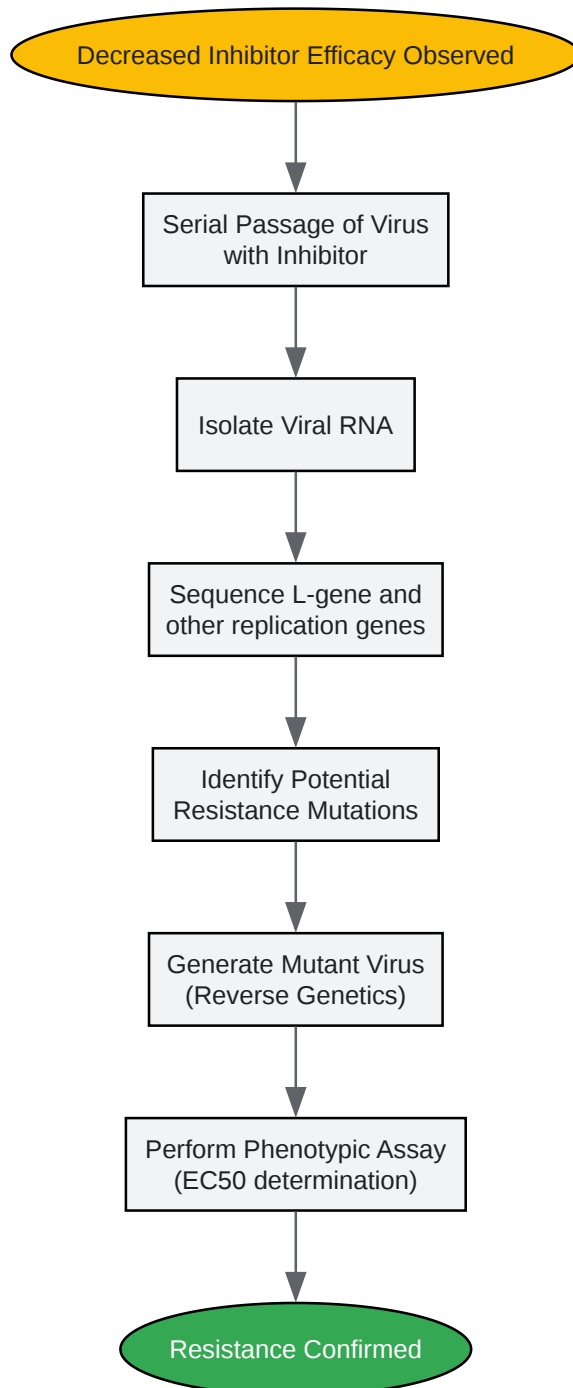 Decreased Inhibitor Efficacy Observed
Serial Passage of Virus
with Inhibitor
Isolate Viral RNA
Sequence L-gene and
other replication genes
Identify Potential
Resistance Mutations
Generate Mutant Virus
(Reverse Genetics)
Perform Phenotypic Assay
(EC50 determination)
Resistance Confirmed